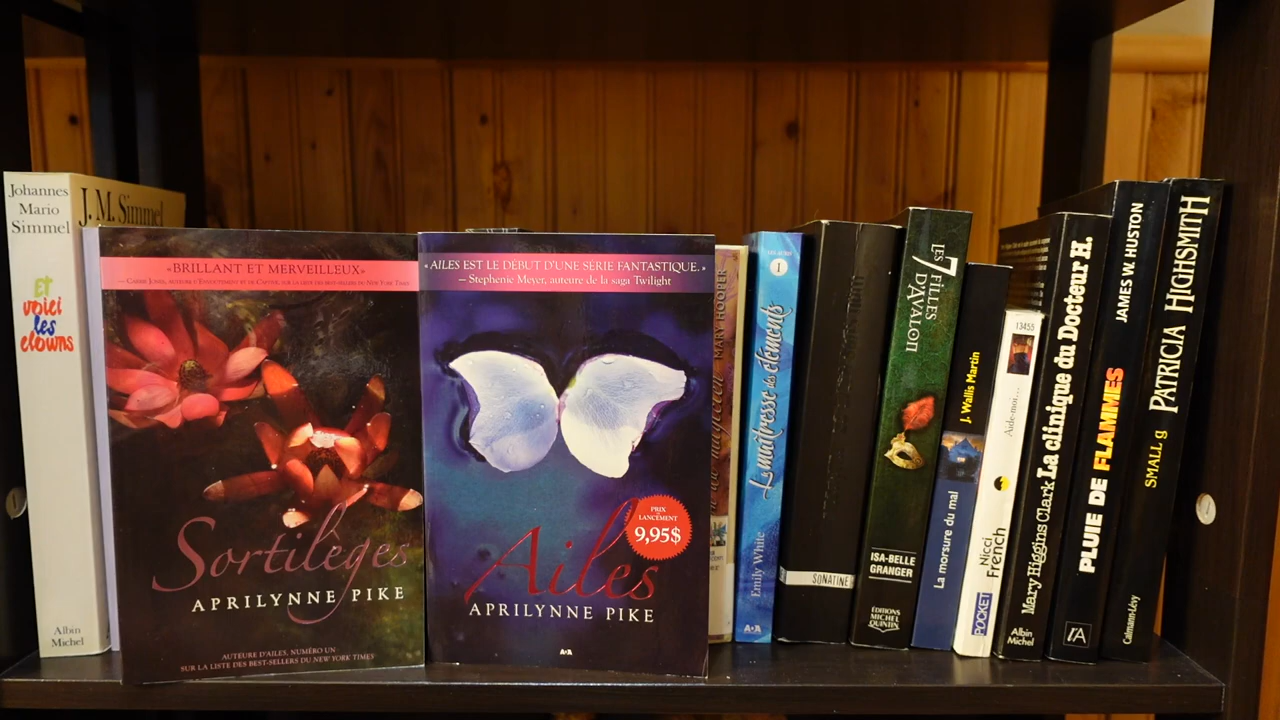 Johannes
Mario
Simmel
et
voici
les
clowns
Albin
Michel
J. M. Simmel
«BRILLANT ET MERVEILLEUX»
Sortilèges
APRILYNNE PIKE
AUTEURE D'AILES, NUMÉRO UN
SUR LA LISTE DES BEST-SELLERS DU NEW YORK TIMES
«AILES EST LE DÉBUT D'UNE SÉRIE FANTASTIQUE.»
— Stephenie Meyer, auteure de la saga Twilight
PRIX
DE
LANCEMENT
9,95$
Ailes
APRILYNNE PIKE
A·A
MARY HOOPER
1
La maîtresse des éléments
Emily White
A·A
SONATINE
LES 7 FILLES
D'AVALON
ISA-BELLE
GRANGER
ÉDITIONS
MICHEL
QUINTIN
J. Wallis Martin
La morsure du mal
13455
Aide-moi...
Nicci
French
POCKET
Mary Higgins Clark La clinique du Docteur H.
Albin
Michel
JAMES W. HUSTON
PLUIE DE FLAMMES
l'A
PATRICIA HIGHSMITH
SMALL g
Calmann-Lévy